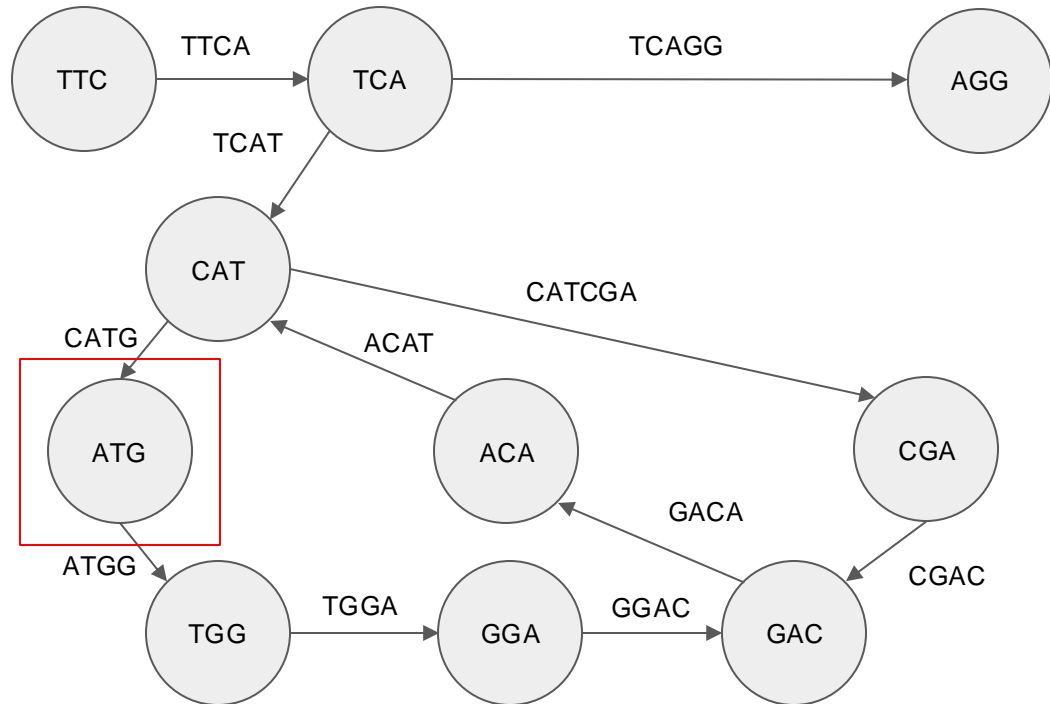 TTCA
TCAGG
TTC
TCA
AGG
TCAT
CAT
CATCGA
CATG
ACAT
ATG
ACA
CGA
GACA
ATGG
CGAC
TGGA
GGAC
TGG
GGA
GAC